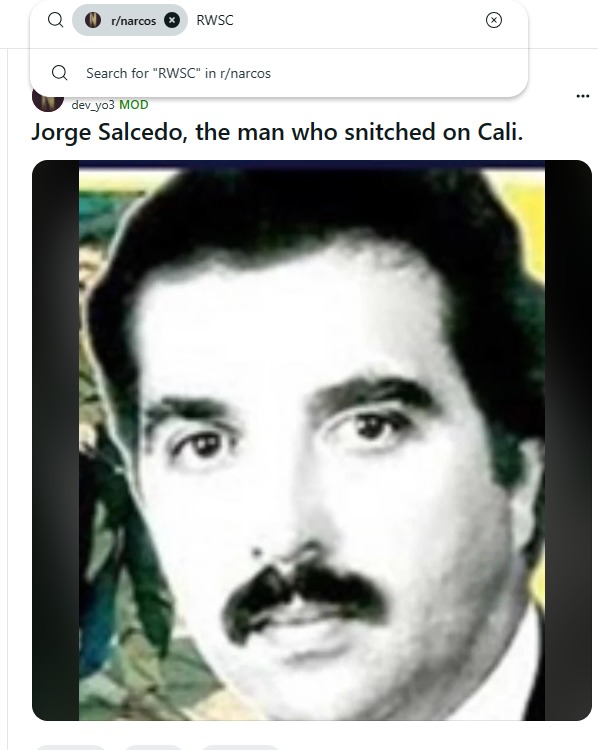 r/narcos RWSC
Search for "RWSC" in r/narcos
dev_yo3 MOD
Jorge Salcedo, the man who snitched on Cali.